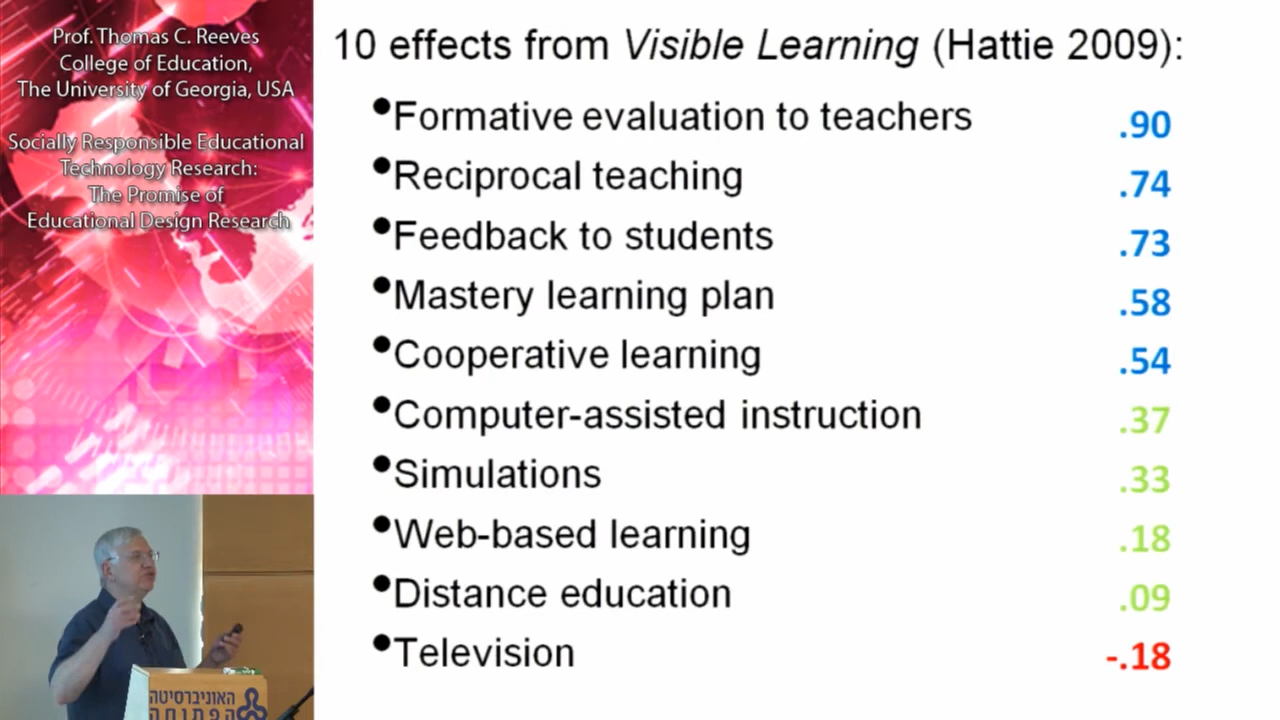 Prof. Thomas C. Reeves
College of Education,
The University of Georgia, USA
Socially Responsible Educational
Technology Research:
The Promise of
Educational Design Research
10 effects from Visible Learning (Hattie 2009):
•Formative evaluation to teachers .90
•Reciprocal teaching .74
•Feedback to students .73
•Mastery learning plan .58
•Cooperative learning .54
•Computer-assisted instruction .37
•Simulations .33
•Web-based learning .18
•Distance education .09
•Television -.18
האוניברסיטה
הפתוחה